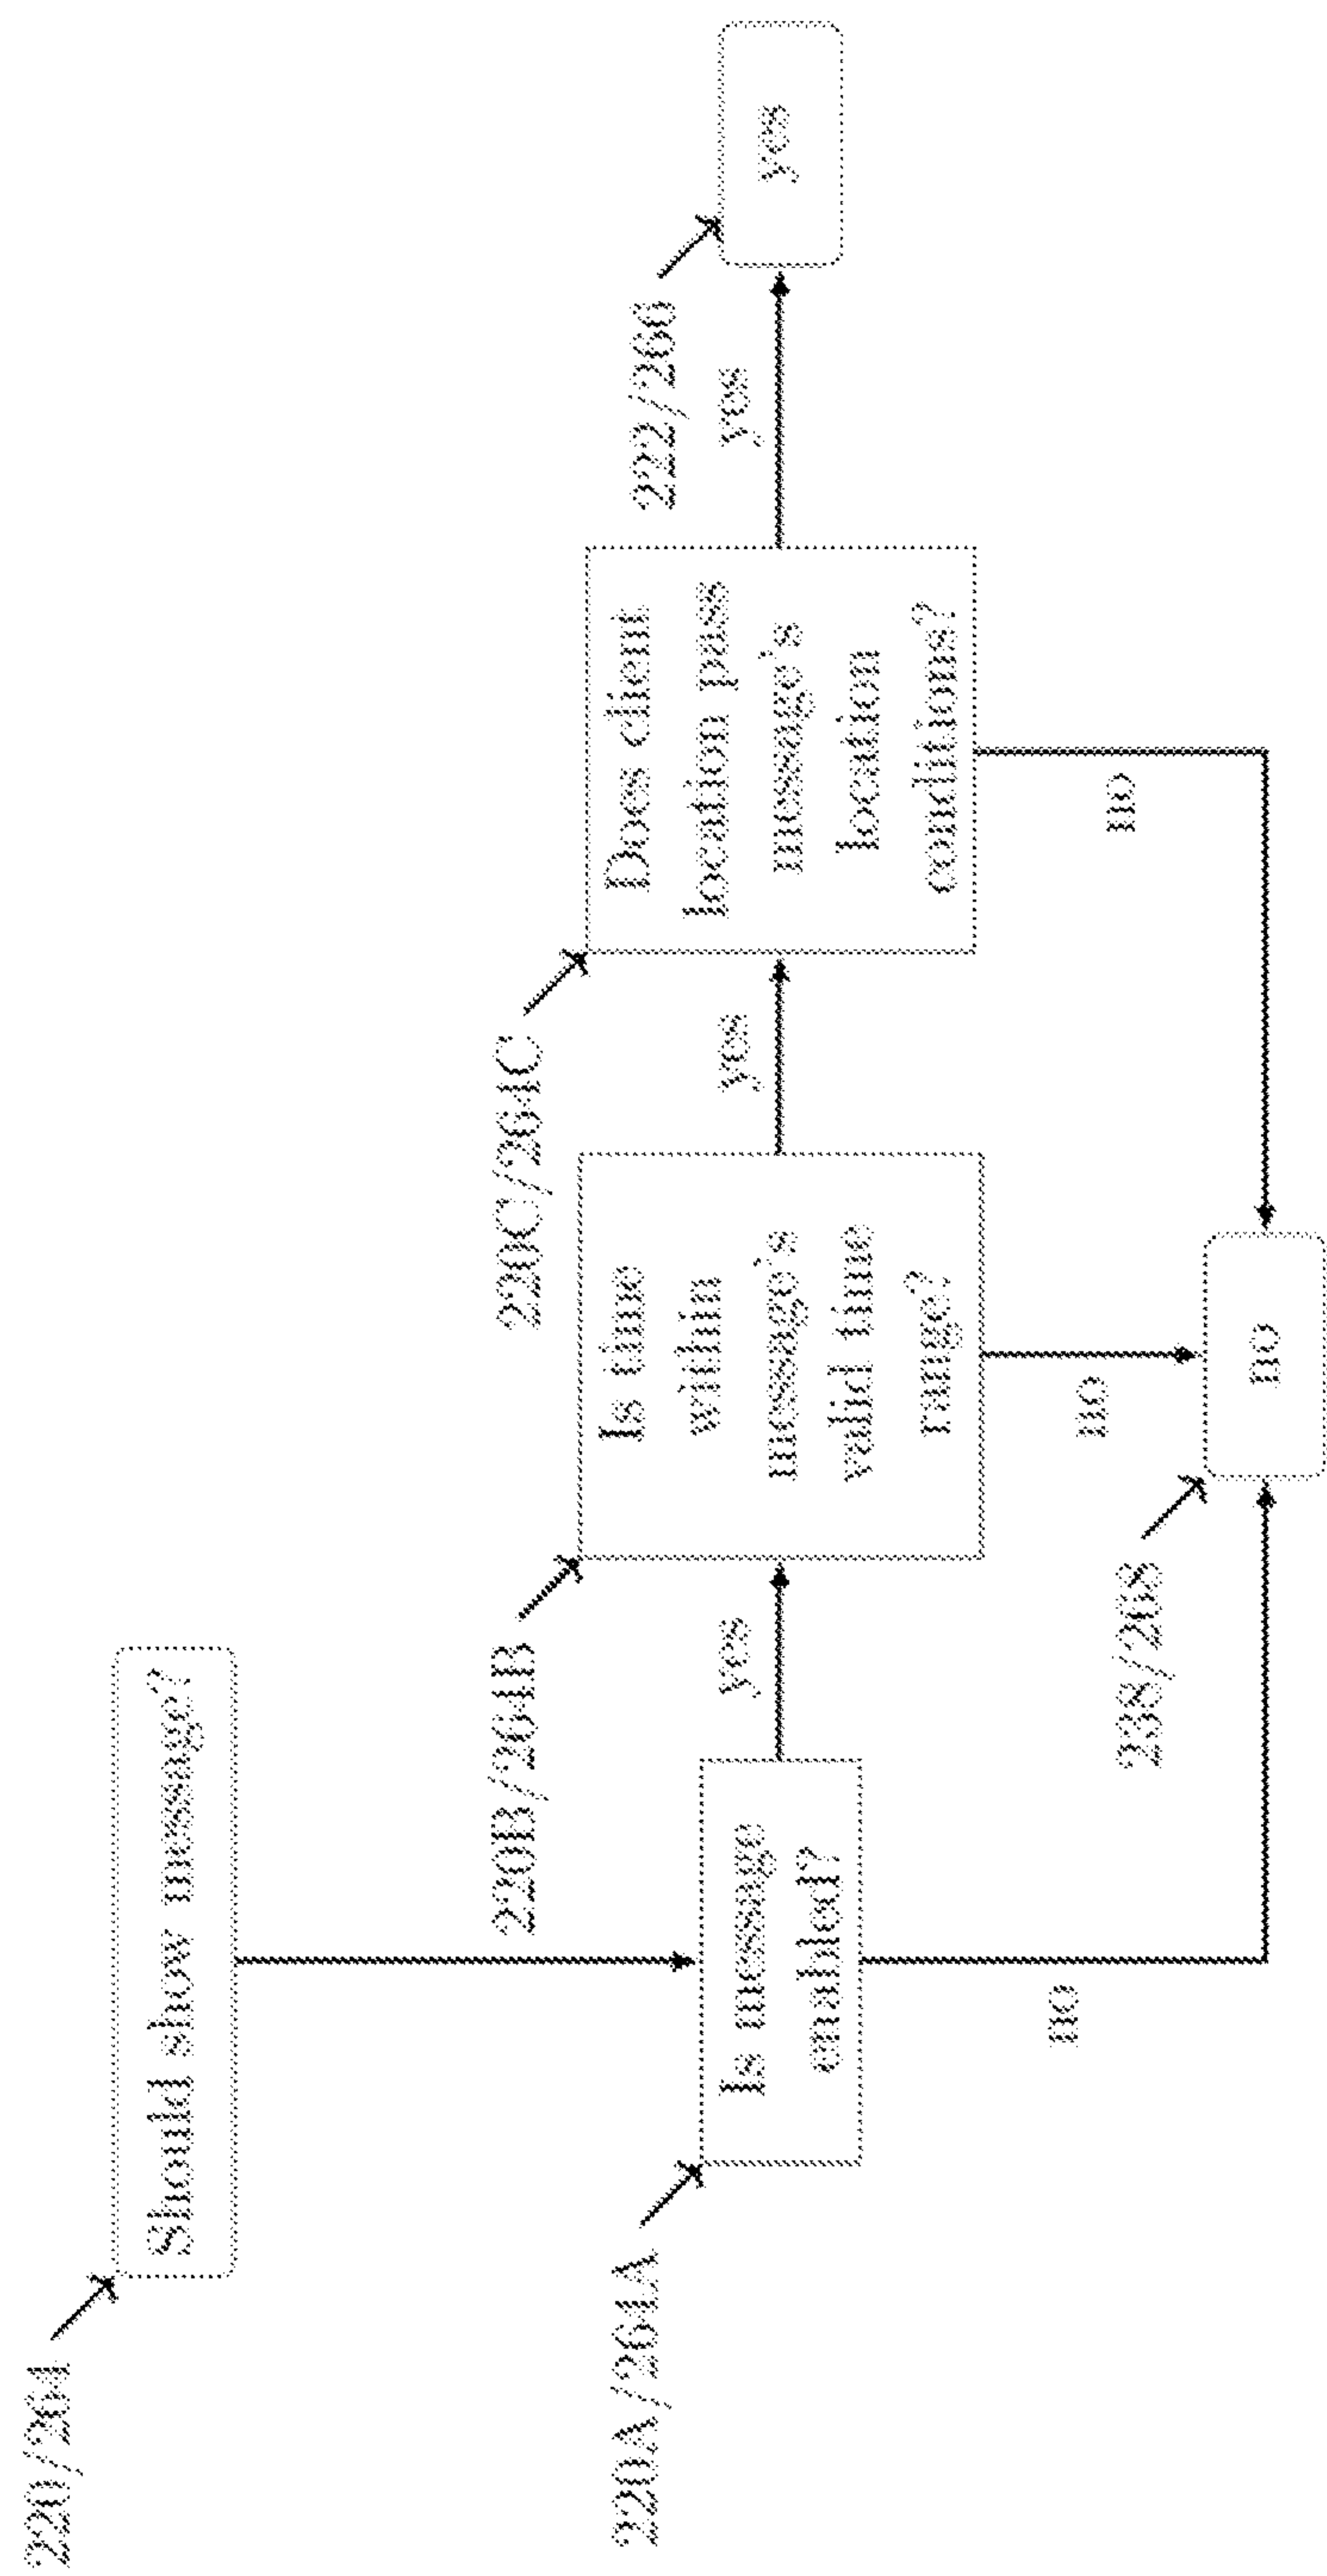 220/264
Should show message?
220A/264A
Is message
enabled?
yes
no
220B/264B
Is time
within
message's
valid time
range?
yes
no
220C/264C
Does client
location pass
message's
location
conditions?
yes
no
222/266
yes
238/268
no